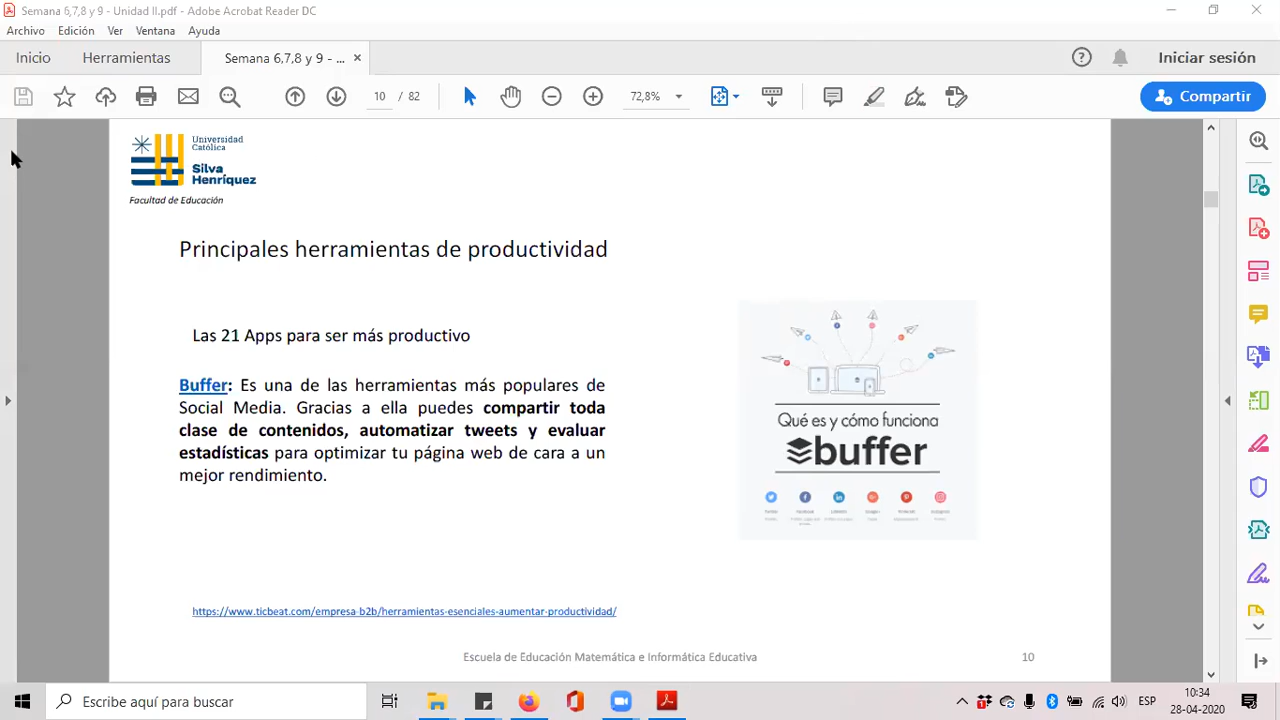 Semana 6,7,8 y 9 - Unidad II.pdf - Adobe Acrobat Reader DC
Archivo Edición Ver Ventana Ayuda
Inicio Herramientas Semana 6,7,8 y 9 - ... Iniciar sesión
10 / 82 72,8% Compartir
Universidad
Católica
Silva
Henríquez
Facultad de Educación
Principales herramientas de productividad
Las 21 Apps para ser más productivo
Buffer: Es una de las herramientas más populares de
Social Media. Gracias a ella puedes compartir toda
clase de contenidos, automatizar tweets y evaluar
estadísticas para optimizar tu página web de cara a un
mejor rendimiento.
Qué es y cómo funciona
buffer
https://www.ticbeat.com/empresa-b2b/herramientas-esenciales-aumentar-productividad/
Escuela de Educación Matemática e Informática Educativa 10
Escribe aquí para buscar
ESP
10:34
28-04-2020